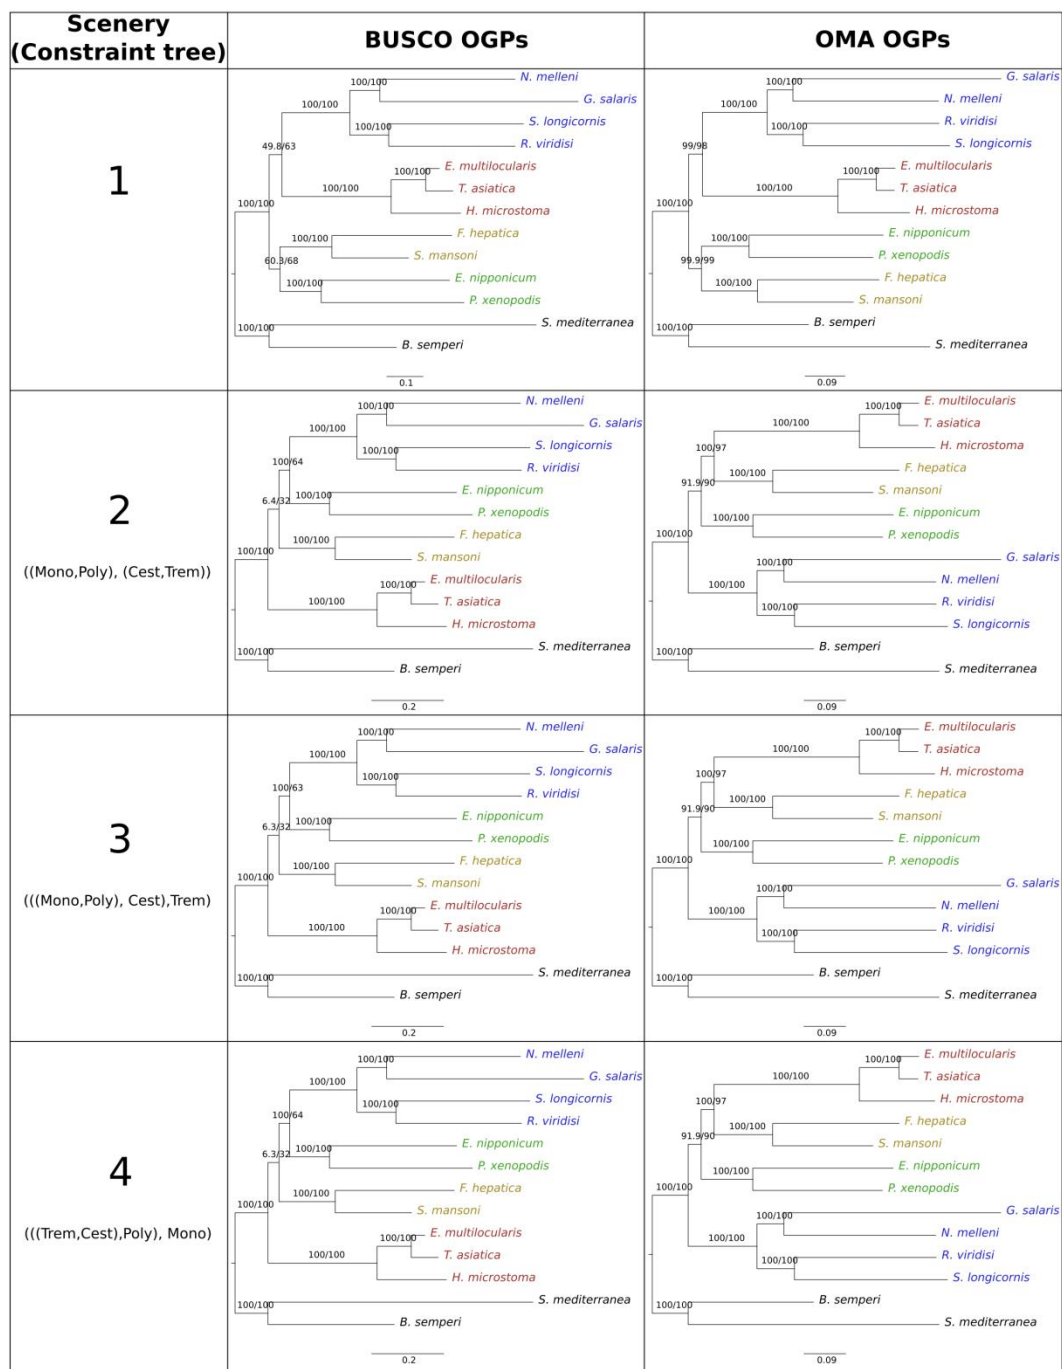 Scenery
(Constraint tree)
BUSCO OGPs
OMA OGPs
1
100/100
N. melleni
100/100
G. salaris
100/100
S. longicornis
R. viridisi
49.8/63
100/100
E. multilocularis
100/100
T. asiatica
H. microstoma
100/100
100/100
F. hepatica
S. mansoni
60.3/68
E. nipponicum
100/100
P. xenopodis
100/100
S. mediterranea
B. semperi
0.1
100/100
G. salaris
100/100
N. melleni
100/100
R. viridisi
S. longicornis
99/98
100/100
E. multilocularis
100/100
T. asiatica
H. microstoma
100/100
100/100
E. nipponicum
P. xenopodis
99.9/99
F. hepatica
100/100
S. mansoni
100/100
B. semperi
S. mediterranea
0.09
2
((Mono,Poly), (Cest,Trem))
100/100
N. melleni
100/100
G. salaris
100/100
S. longicornis
R. viridisi
100/64
6.4/32
100/100
E. nipponicum
P. xenopodis
100/100
F. hepatica
100/100
S. mansoni
100/100
E. multilocularis
100/100
T. asiatica
H. microstoma
100/100
S. mediterranea
B. semperi
0.2
100/100
E. multilocularis
100/100
T. asiatica
H. microstoma
100/97
100/100
F. hepatica
91.9/90
S. mansoni
100/100
E. nipponicum
P. xenopodis
100/100
100/100
G. salaris
100/100
N. melleni
100/100
R. viridisi
S. longicornis
100/100
B. semperi
S. mediterranea
0.09
3
(((Mono,Poly), Cest),Trem)
100/100
N. melleni
100/100
G. salaris
100/100
S. longicornis
R. viridisi
100/63
6.3/32
100/100
E. nipponicum
P. xenopodis
100/100
F. hepatica
100/100
S. mansoni
100/100
E. multilocularis
100/100
T. asiatica
H. microstoma
100/100
S. mediterranea
B. semperi
0.2
100/100
E. multilocularis
100/100
T. asiatica
H. microstoma
100/97
100/100
F. hepatica
91.9/90
S. mansoni
100/100
E. nipponicum
P. xenopodis
100/100
100/100
G. salaris
100/100
N. melleni
100/100
R. viridisi
S. longicornis
100/100
B. semperi
S. mediterranea
0.09
4
(((Trem,Cest),Poly), Mono)
100/100
N. melleni
100/100
G. salaris
100/100
S. longicornis
R. viridisi
100/64
6.3/32
100/100
E. nipponicum
P. xenopodis
100/100
F. hepatica
100/100
S. mansoni
100/100
E. multilocularis
100/100
T. asiatica
H. microstoma
100/100
S. mediterranea
B. semperi
0.2
100/100
E. multilocularis
100/100
T. asiatica
H. microstoma
100/97
100/100
F. hepatica
91.9/90
S. mansoni
100/100
E. nipponicum
P. xenopodis
100/100
100/100
G. salaris
100/100
N. melleni
100/100
R. viridisi
S. longicornis
100/100
B. semperi
S. mediterranea
0.09